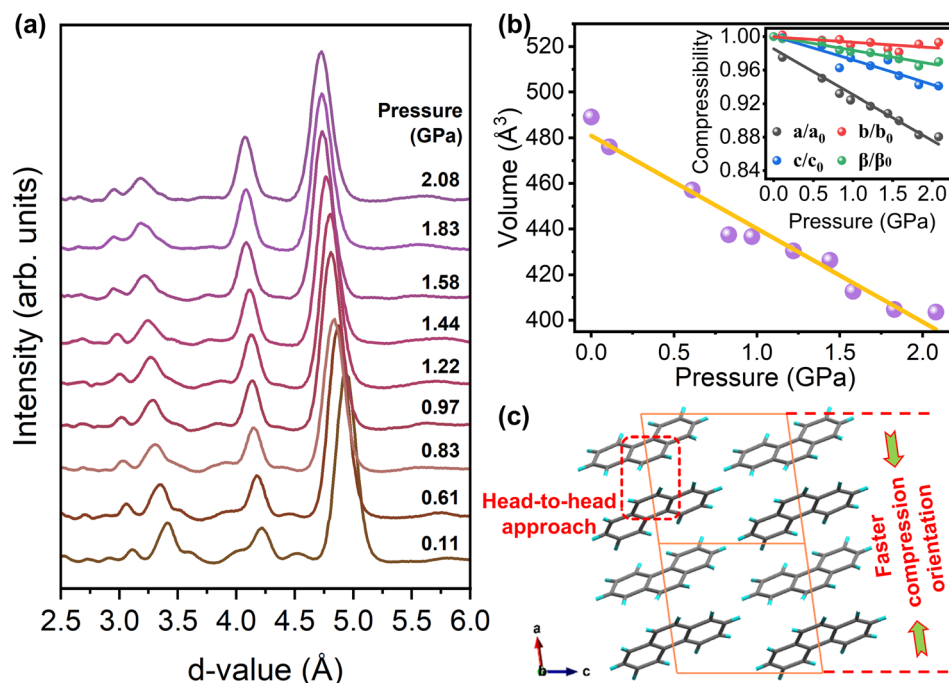 (a)
Intensity (arb. units)
Pressure
(GPa)
2.08
1.83
1.58
1.44
1.22
0.97
0.83
0.61
0.11
2.5 3.0 3.5 4.0 4.5 5.0 5.5 6.0
d-value (Å)
(b)
Volume (Å3)
520
500
480
460
440
420
400
0.0 0.5 1.0 1.5 2.0
Pressure (GPa)
Compressibility
1.00
0.96
0.92
0.88
0.84
a/a0 b/b0
c/c0 β/β0
0.0 0.5 1.0 1.5 2.0
Pressure (GPa)
(c)
Head-to-head
approach
Faster
compression
orientation
a
b
c